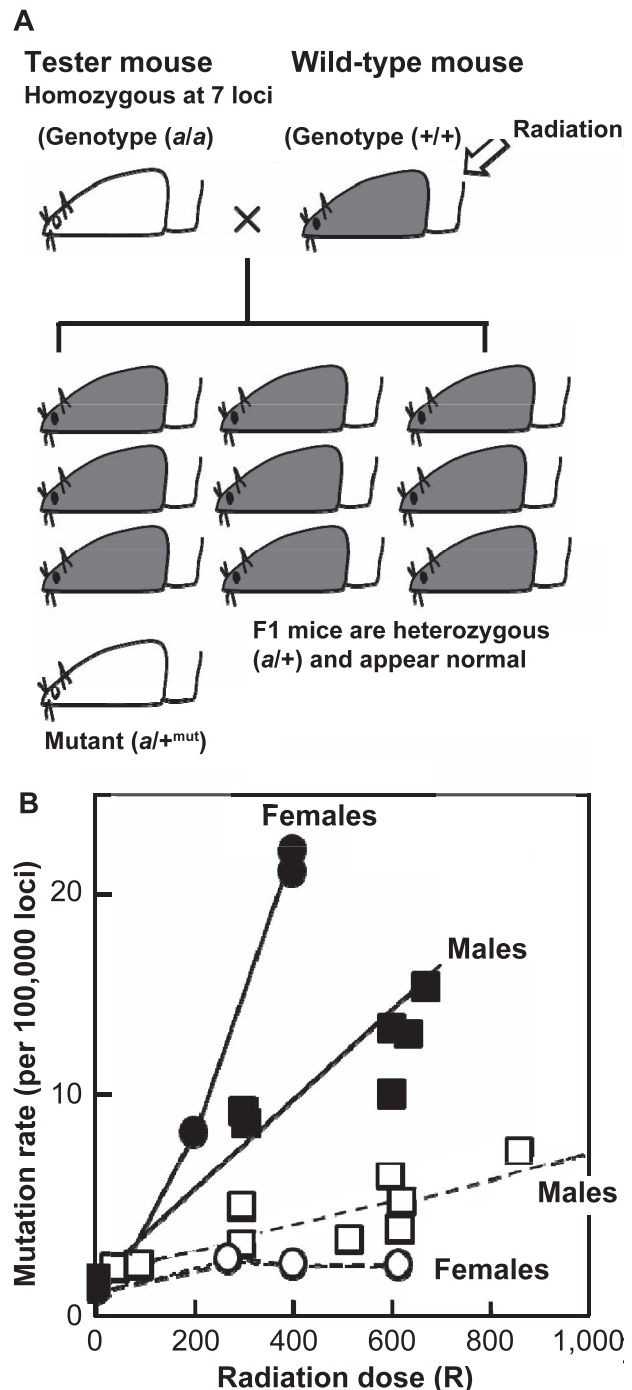 A
Tester mouse
Homozygous at 7 loci
(Genotype (a/a)
Wild-type mouse
(Genotype (+/+)
Radiation
×
F1 mice are heterozygous
(a/+) and appear normal
Mutant (a/+mut)
B
Females
Males
Males
Females
Mutation rate (per 100,000 loci)
20
10
0
0 200 400 600 800 1,000
Radiation dose (R)